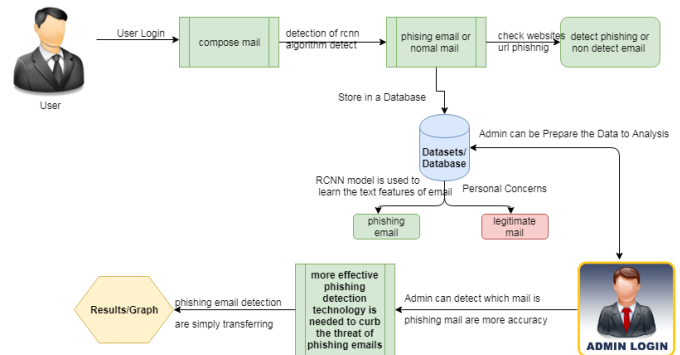 User Login
compose mail
detection of rcnn
algorithm detect
phising email or
nomal mail
check websites
url phishnig
detect phishing or
non detect email
User
Store in a Database
Datasets/
Database
Admin can be Prepare the Data to Analysis
RCNN model is used to
learn the text features of email
Personal Concerns
phishing
email
legitimate
mail
Results/Graph
phishing email detection
are simply transferring
more effective
phishing
detection
technology is
needed to curb
the threat of
phishing emails
Admin can detect which mail is
phishing mail are more accuracy
ADMIN LOGIN